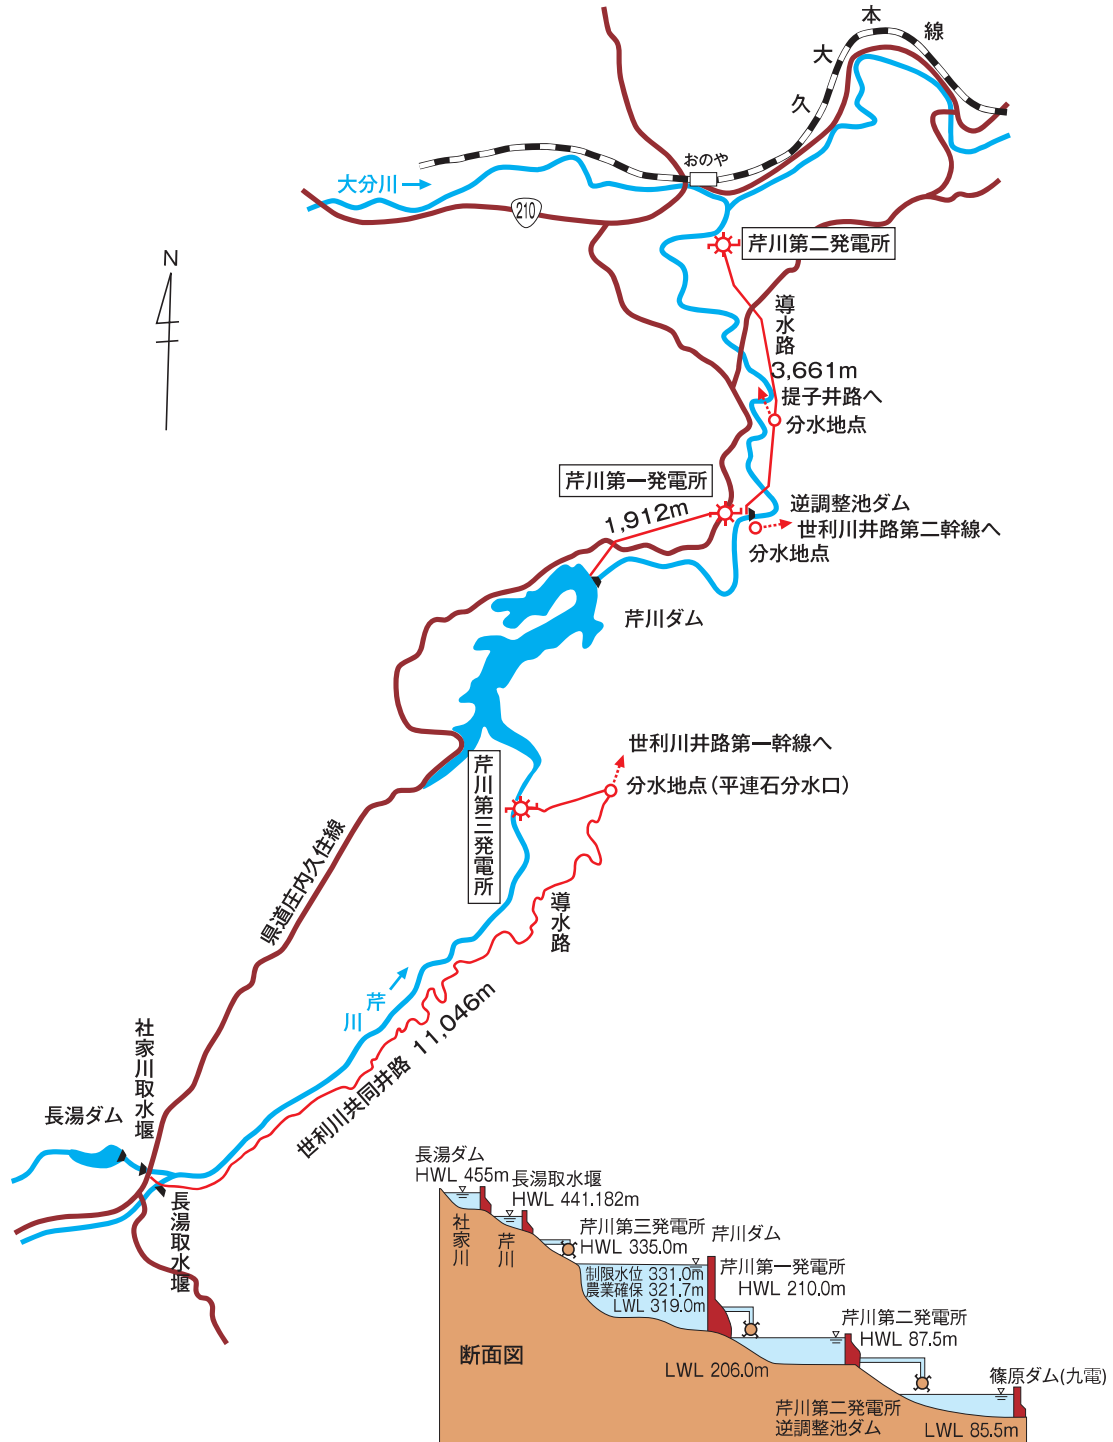 久大本線
おのや
大分川
210
N
芹川第二発電所
導水路
3,661m
提子井路へ
分水地点
芹川第一発電所
1,912m
逆調整池ダム
世利川井路第二幹線へ
分水地点
芹川ダム
世利川井路第一幹線へ
分水地点(平連石分水口)
芹川第三発電所
県道庄内久住線
導水路
芹川
世利川共同井路 11,046m
社家川取水堰
長湯ダム
長湯取水堰
長湯ダム
HWL 455m
長湯取水堰
HWL 441.182m
社家川
芹川
芹川第三発電所
HWL 335.0m
芹川ダム
制限水位 331.0m
農業確保 321.7m
LWL 319.0m
芹川第一発電所
HWL 210.0m
芹川第二発電所
HWL 87.5m
断面図
LWL 206.0m
篠原ダム(九電)
芹川第二発電所
逆調整池ダム
LWL 85.5m